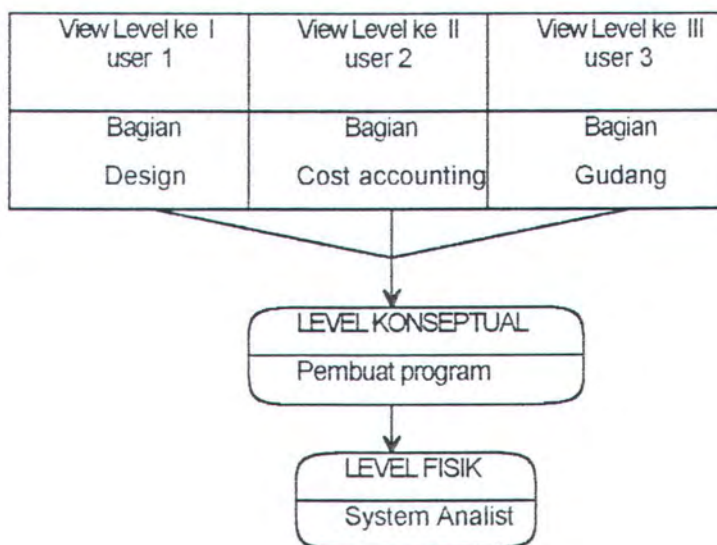 View Level ke I
user 1
View Level ke II
user 2
View Level ke III
user 3
Bagian
Design
Bagian
Cost accounting
Bagian
Gudang
LEVEL KONSEPTUAL
Pembuat program
LEVEL FISIK
System Analist